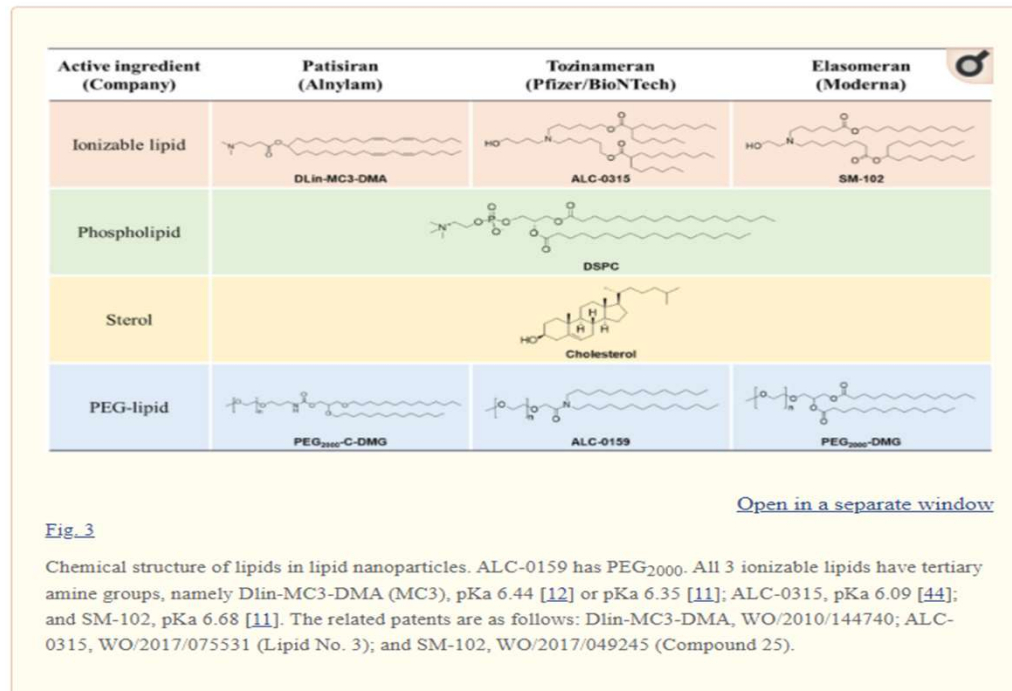 Active ingredient (Company)
Patisiran (Alnylam)
Tozinameran (Pfizer/BioNTech)
Elasomeran (Moderna)
Ionizable lipid
DLin-MC3-DMA
HO
N
O
O
O
O
ALC-0315
HO
N
O
O
O
O
SM-102
Phospholipid
DSPC
Sterol
HO
H
H
H
Cholesterol
PEG-lipid
PEG2000-C-DMG
ALC-0159
PEG2000-DMG
Open in a separate window
Fig. 3
Chemical structure of lipids in lipid nanoparticles. ALC-0159 has PEG2000. All 3 ionizable lipids have tertiary
amine groups, namely Dlin-MC3-DMA (MC3), pKa 6.44 [12] or pKa 6.35 [11]; ALC-0315, pKa 6.09 [44];
and SM-102, pKa 6.68 [11]. The related patents are as follows: Dlin-MC3-DMA, WO/2010/144740; ALC-
0315, WO/2017/075531 (Lipid No. 3); and SM-102, WO/2017/049245 (Compound 25).